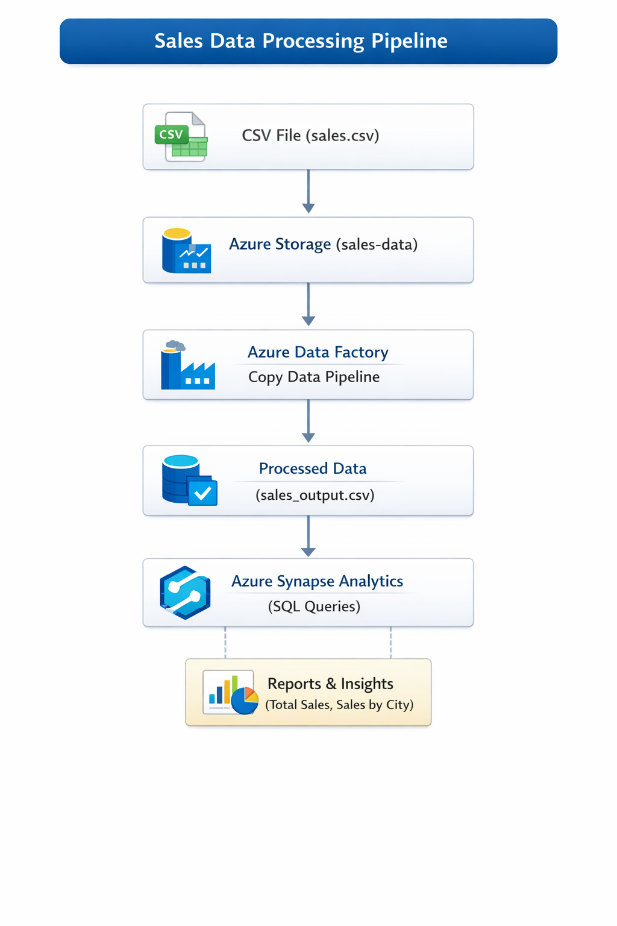 Sales Data Processing Pipeline
CSV
CSV File (sales.csv)
Azure Storage (sales-data)
Azure Data Factory
Copy Data Pipeline
Processed Data
(sales_output.csv)
Azure Synapse Analytics
(SQL Queries)
Reports & Insights
(Total Sales, Sales by City)